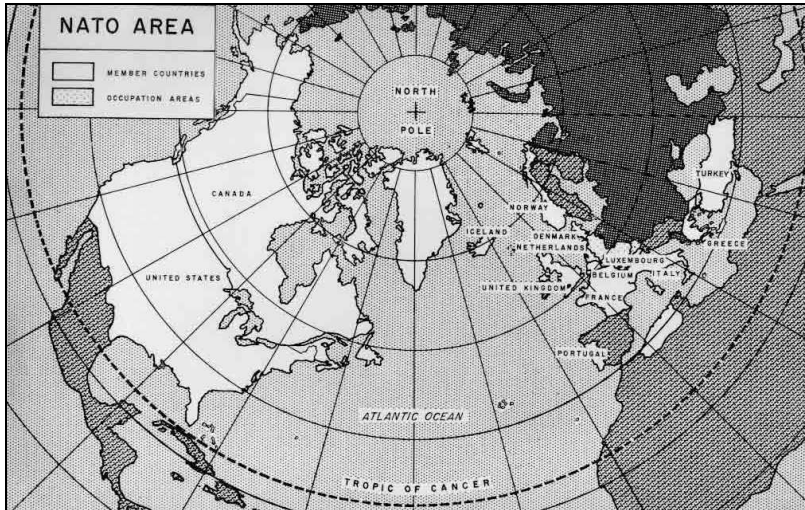 NATO AREA
MEMBER COUNTRIES
OCCUPATION AREAS
NORTH
POLE
CANADA
UNITED STATES
ICELAND
NORWAY
DENMARK
NETHERLANDS
UNITED KINGDOM
LUXEMBOURG
BELGIUM
FRANCE
ITALY
PORTUGAL
TURKEY
GREECE
ATLANTIC OCEAN
TROPIC OF CANCER